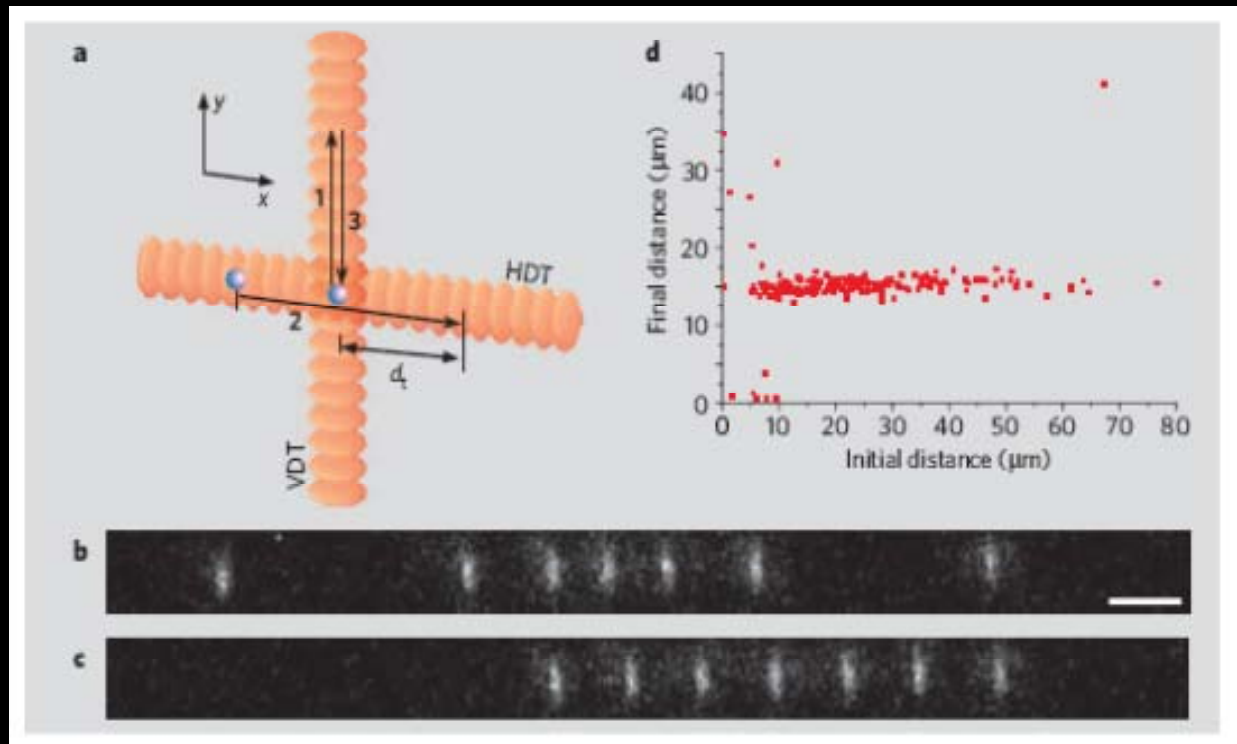 a
y
x
1
3
HDT
2
dt
VDT
d
Final distance (μm)
40
30
20
10
0
0 10 20 30 40 50 60 70 80
Initial distance (μm)
b
c